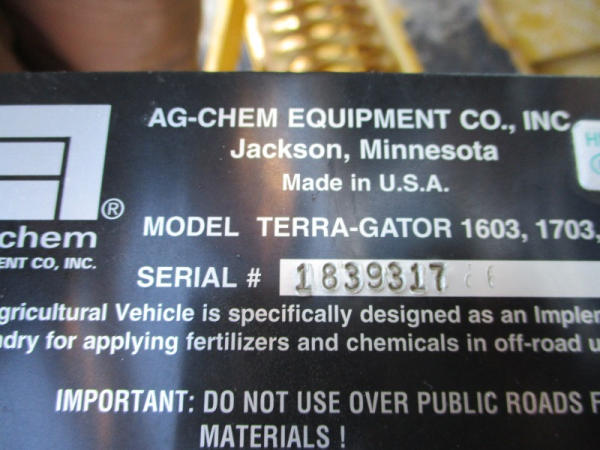 AG-CHEM EQUIPMENT CO., INC
Jackson, Minnesota
Made in U.S.A.
®
chem
ENT CO, INC.
MODEL TERRA-GATOR 1603, 1703,
SERIAL # 1839317
gricultural Vehicle is specifically designed as an Implem
ndry for applying fertilizers and chemicals in off-road u
IMPORTANT: DO NOT USE OVER PUBLIC ROADS F
MATERIALS !